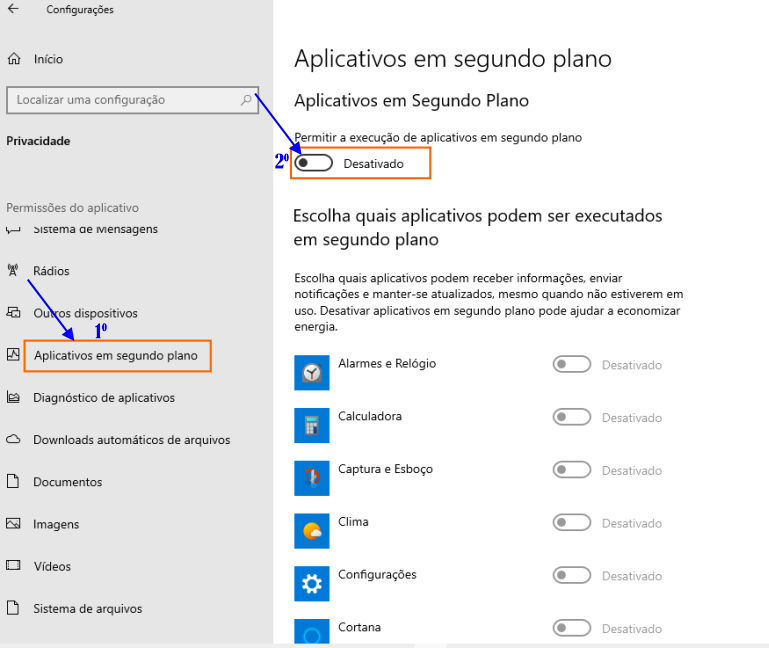 Configurações
Início
Localizar uma configuração
Privacidade
Permissões do aplicativo
Sistema de Mensagens
Rádios
Outros dispositivos
1º
Aplicativos em segundo plano
Diagnóstico de aplicativos
Downloads automáticos de arquivos
Documentos
Imagens
Vídeos
Sistema de arquivos
Aplicativos em segundo plano
Aplicativos em Segundo Plano
Permitir a execução de aplicativos em segundo plano
2º
Desativado
Escolha quais aplicativos podem ser executados
em segundo plano
Escolha quais aplicativos podem receber informações, enviar
notificações e manter-se atualizados, mesmo quando não estiverem em
uso. Desativar aplicativos em segundo plano pode ajudar a economizar
energia.
Alarmes e Relógio Desativado
Calculadora Desativado
Captura e Esboço Desativado
Clima Desativado
Configurações Desativado
Cortana Desativado